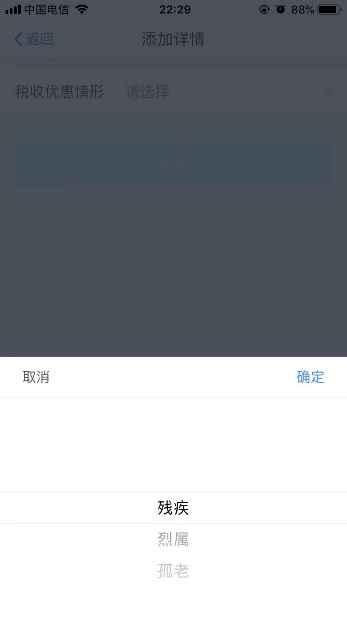 中国电信 22:29 88%
返回 添加详情
税收优惠情形 请选择
取消 确定
残疾
烈属
孤老